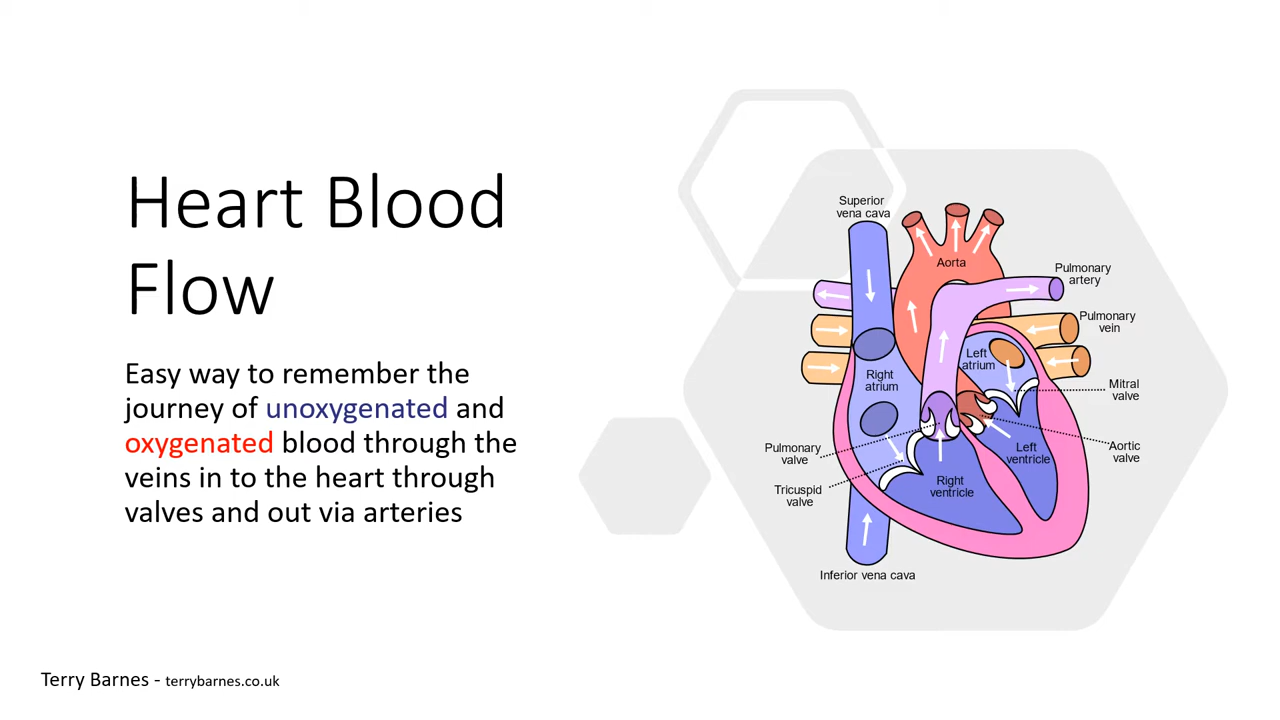 Heart Blood
Flow
Easy way to remember the
journey of unoxygenated and
oxygenated blood through the
veins in to the heart through
valves and out via arteries
Terry Barnes - terrybarnes.co.uk
Superior
vena cava
Aorta
Pulmonary
artery
Pulmonary
vein
Left
atrium
Right
atrium
Mitral
valve
Pulmonary
valve
Aortic
valve
Left
ventricle
Tricuspid
valve
Right
ventricle
Inferior vena cava